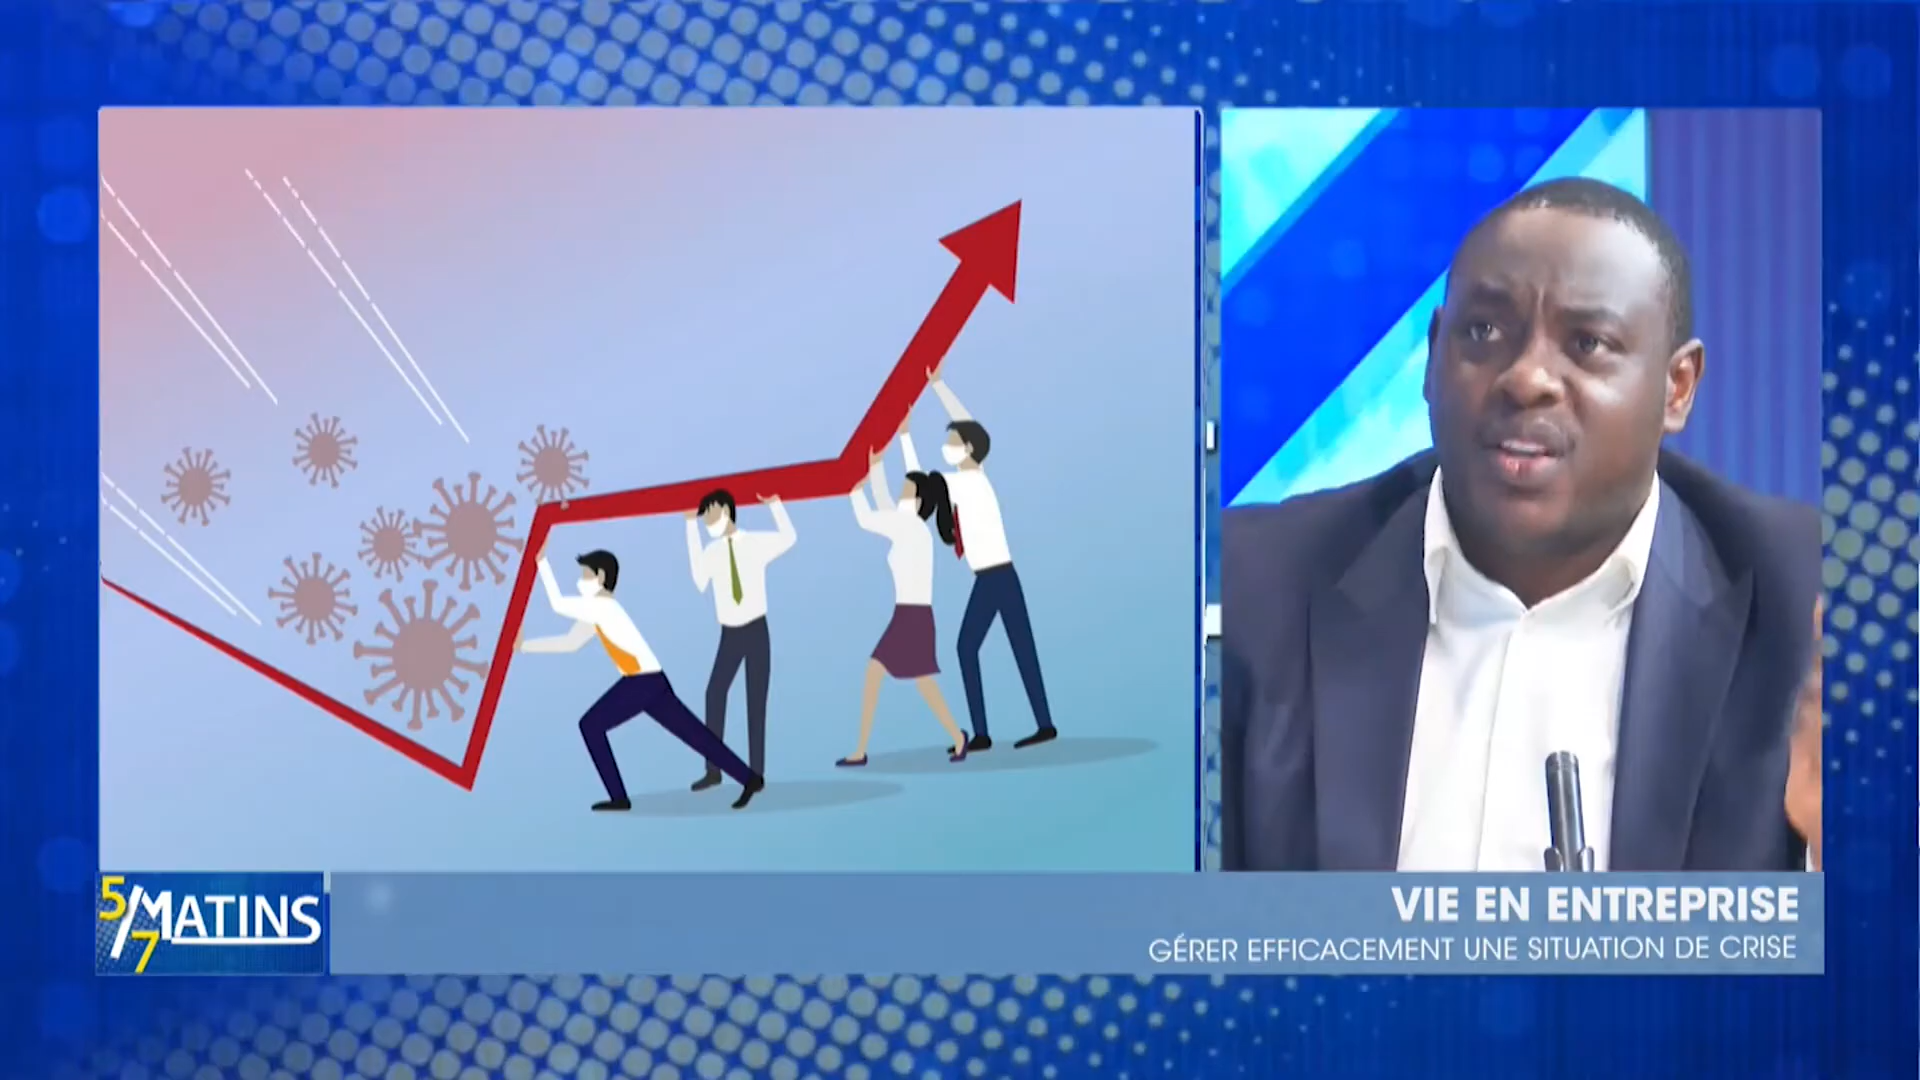 5/7 MATINS
VIE EN ENTREPRISE
GÉRER EFFICACEMENT UNE SITUATION DE CRISE